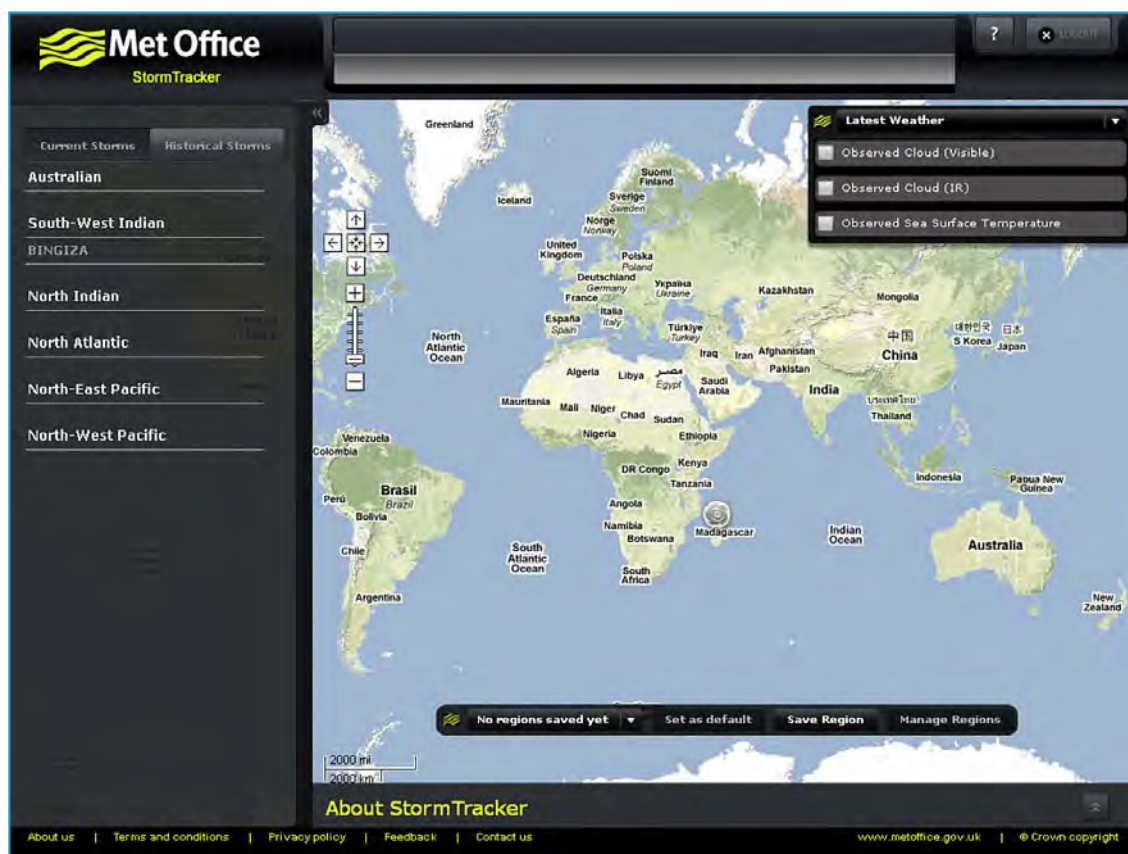 Met Office
StormTracker
?
LOGOUT
Current Storms
Historical Storms
Australian
South-West Indian
BINGIZA
North Indian
North Atlantic
North-East Pacific
North-West Pacific
Latest Weather
Observed Cloud (Visible)
Observed Cloud (IR)
Observed Sea Surface Temperature
Greenland
Iceland
Suomi
Finland
Sverige
Sweden
Norge
Norway
United
Kingdom
Polska
Poland
Deutschland
Germany
Україна
Ukraine
France
Italia
Italy
España
Spain
Türkiye
Turkey
Kazakhstan
Mongolia
中国
China
대한민국
S Korea
日本
Japan
North
Atlantic
Ocean
Iraq
Iran
Afghanistan
Pakistan
Algeria
Libya
مصر
Egypt
Saudi
Arabia
India
ประเทศไทย
Thailand
Mauritania
Mali
Niger
Chad
Sudan
Nigeria
Ethiopia
Venezuela
Colombia
DR Congo
Kenya
Tanzania
Indonesia
Papua New
Guinea
Perú
Brasil
Brazil
Bolivia
Angola
Namibia
Botswana
Madagascar
Indian
Ocean
Australia
Chile
South
Atlantic
Ocean
South
Africa
Argentina
New
Zealand
No regions saved yet
Set as default
Save Region
Manage Regions
2000 mi
2000 km
About StorMTracker
About us | Terms and conditions | Privacy policy | Feedback | Contact us
www.metoffice.gov.uk | © Crown copyright